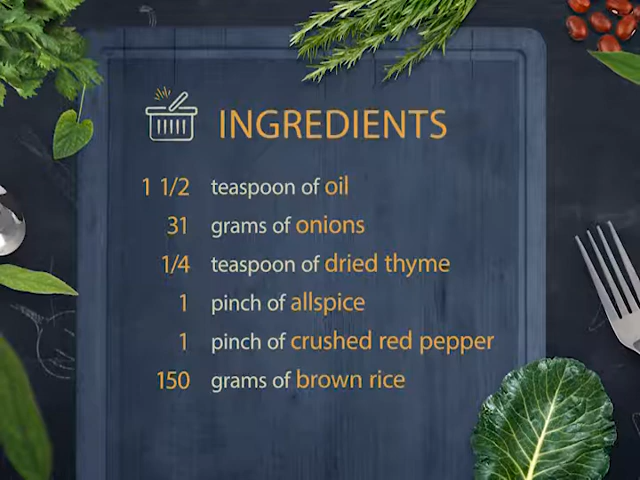 INGREDIENTS
1 1/2 teaspoon of oil
31 grams of onions
1/4 teaspoon of dried thyme
1 pinch of allspice
1 pinch of crushed red pepper
150 grams of brown rice